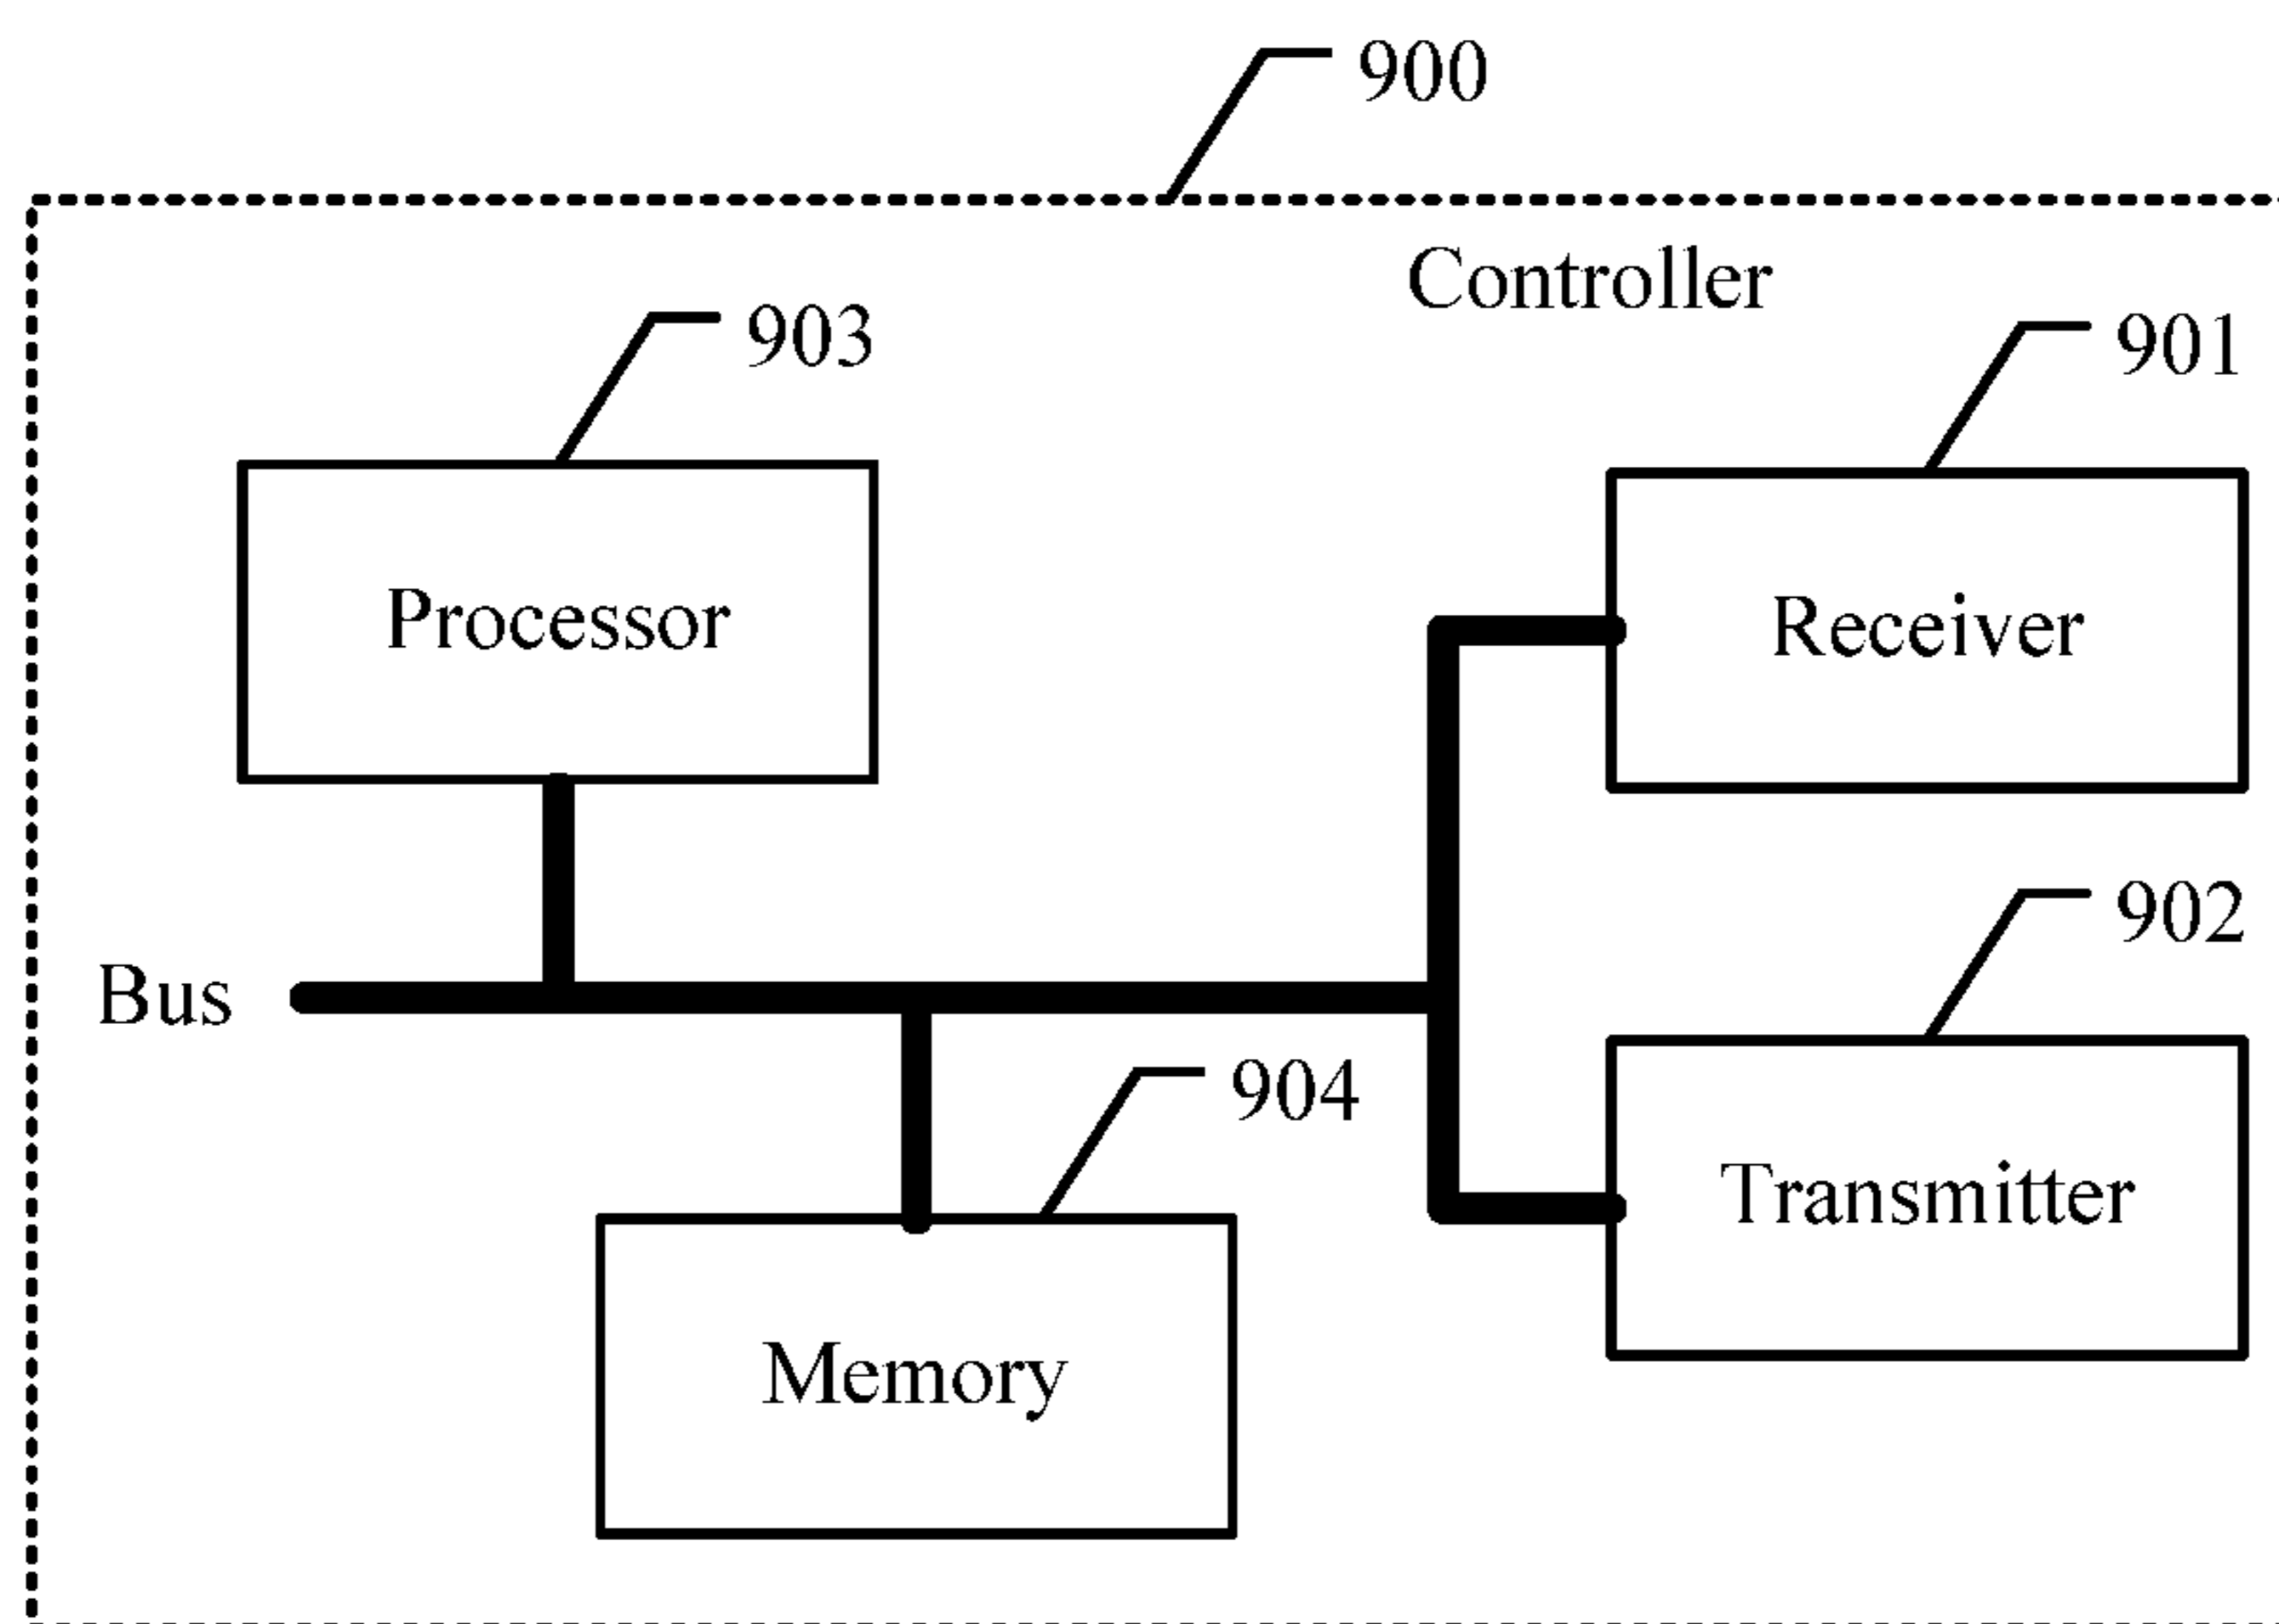 900
Controller
903
901
Processor
Receiver
902
Bus
904
Transmitter
Memory